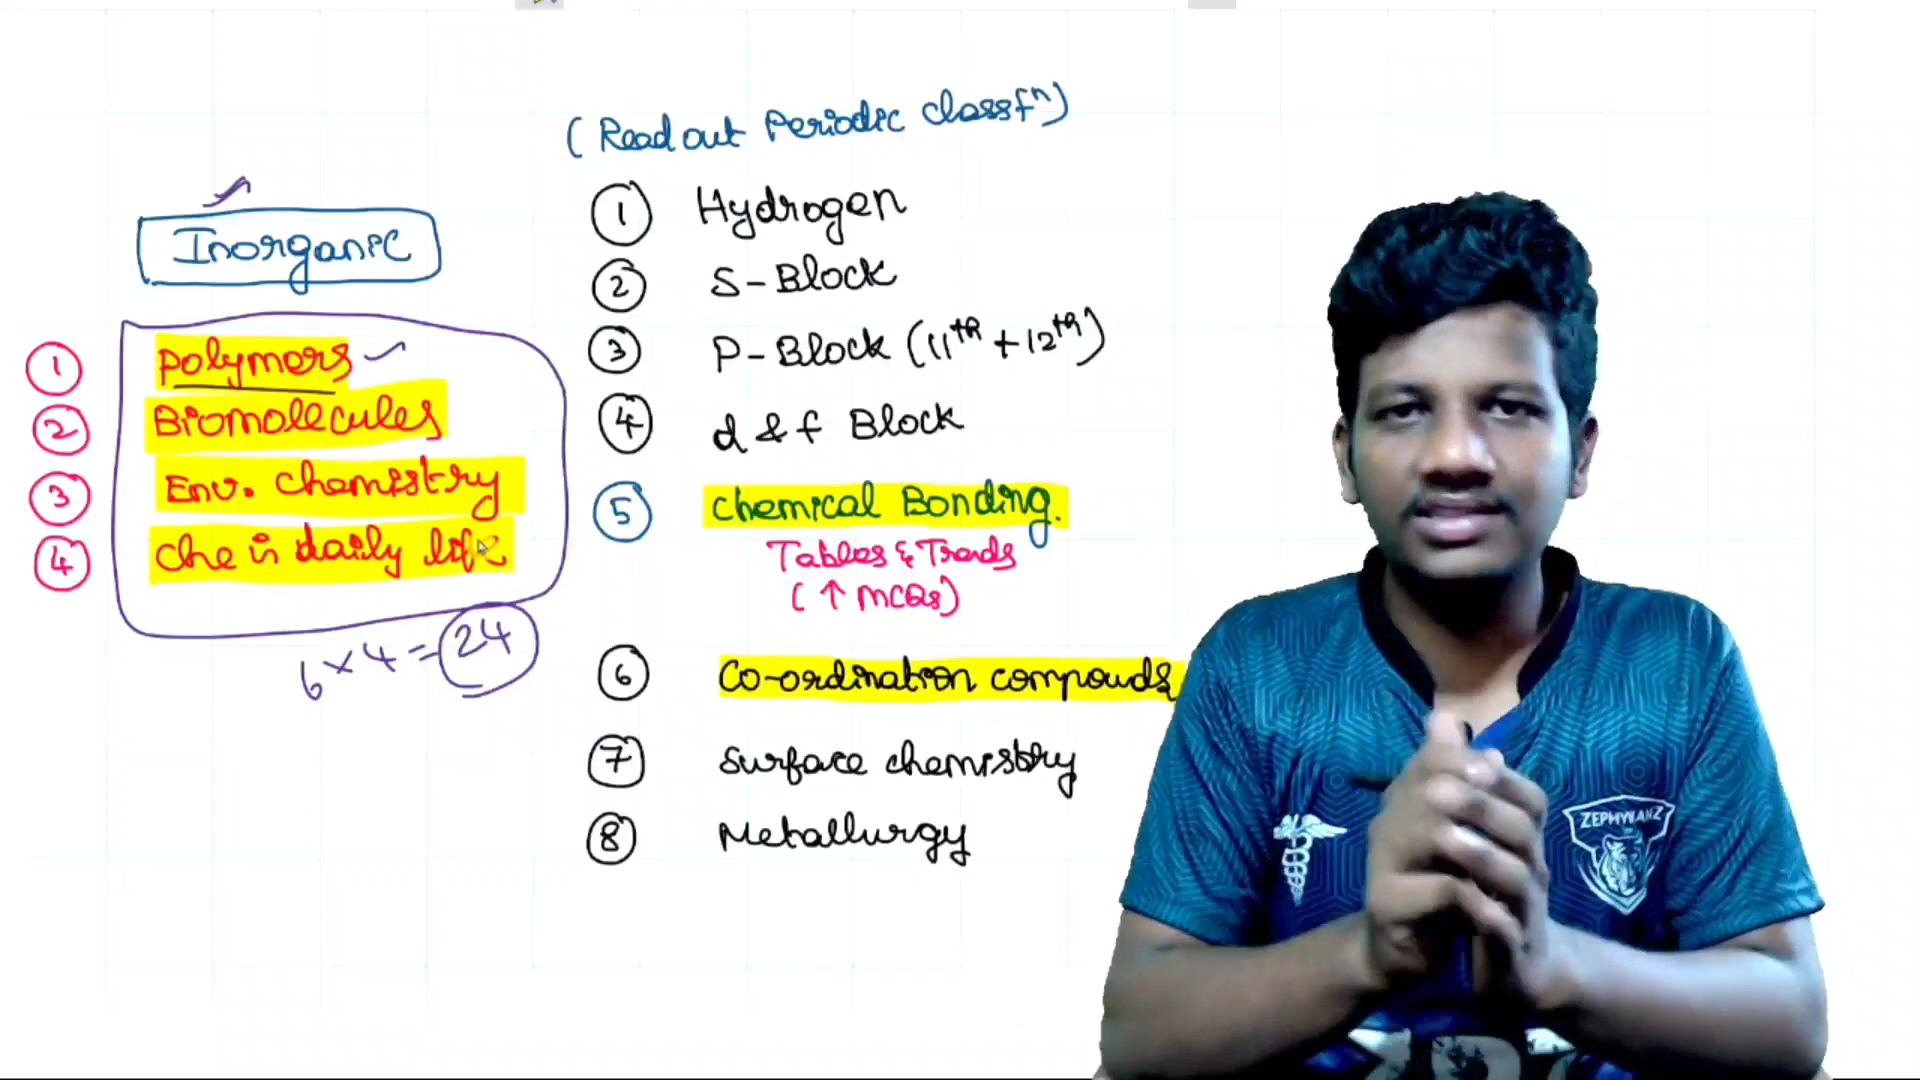 (Read out Periodic classfn)
Inorganic
1 Polymers
2 Biomolecules
3 Env. chemistry
4 Che in daily life
6 x 4 = 24
1 Hydrogen
2 S-Block
3 P-Block (11th + 12th)
4 d & f Block
5 Chemical Bonding.
Tables & Trends
(↑ MCQs)
6 Co-ordination compounds
7 Surface chemistry
8 Metallurgy